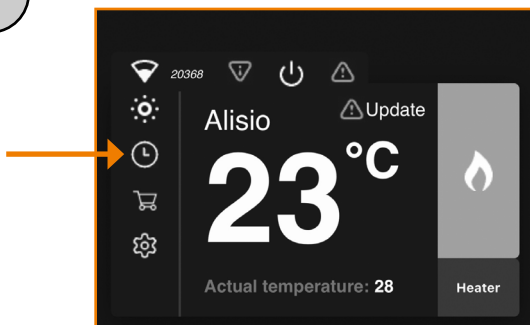 20368
Alisio
Update
23°C
Actual temperature: 28
Heater